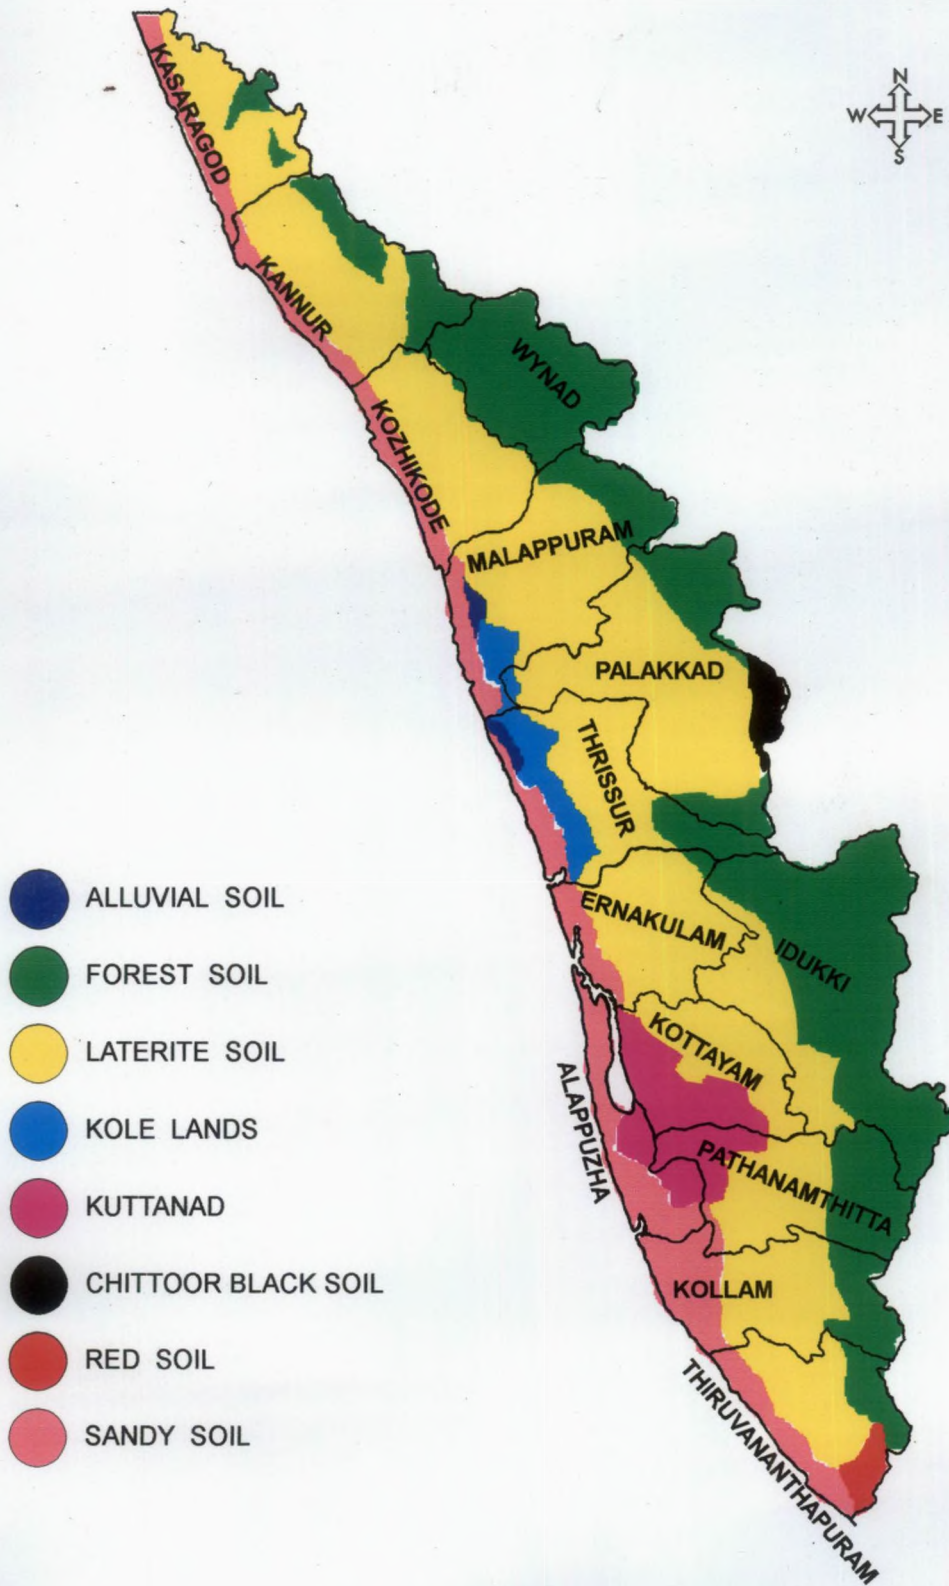 N
W E
S
KASARAGOD
KANNUR
WYNAD
KOZHIKODE
MALAPPURAM
PALAKKAD
THRISSUR
ERNAKULAM
IDUKKI
KOTTAYAM
ALAPPUZHA
PATHANAMTHITTA
KOLLAM
THIRUVANANTHAPURAM
ALLUVIAL SOIL
FOREST SOIL
LATERITE SOIL
KOLE LANDS
KUTTANAD
CHITTOOR BLACK SOIL
RED SOIL
SANDY SOIL